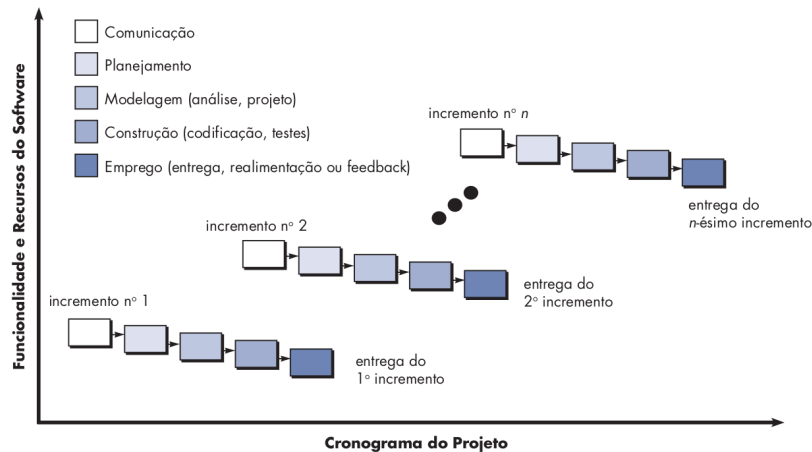 Comunicação
Planejamento
Modelagem (análise, projeto)
Construção (codificação, testes)
Emprego (entrega, realimentação ou feedback)
incremento nº n
entrega do
n-ésimo incremento
incremento nº 2
entrega do
2º incremento
incremento nº 1
entrega do
1º incremento
Funcionalidade e Recursos do Software
Cronograma do Projeto